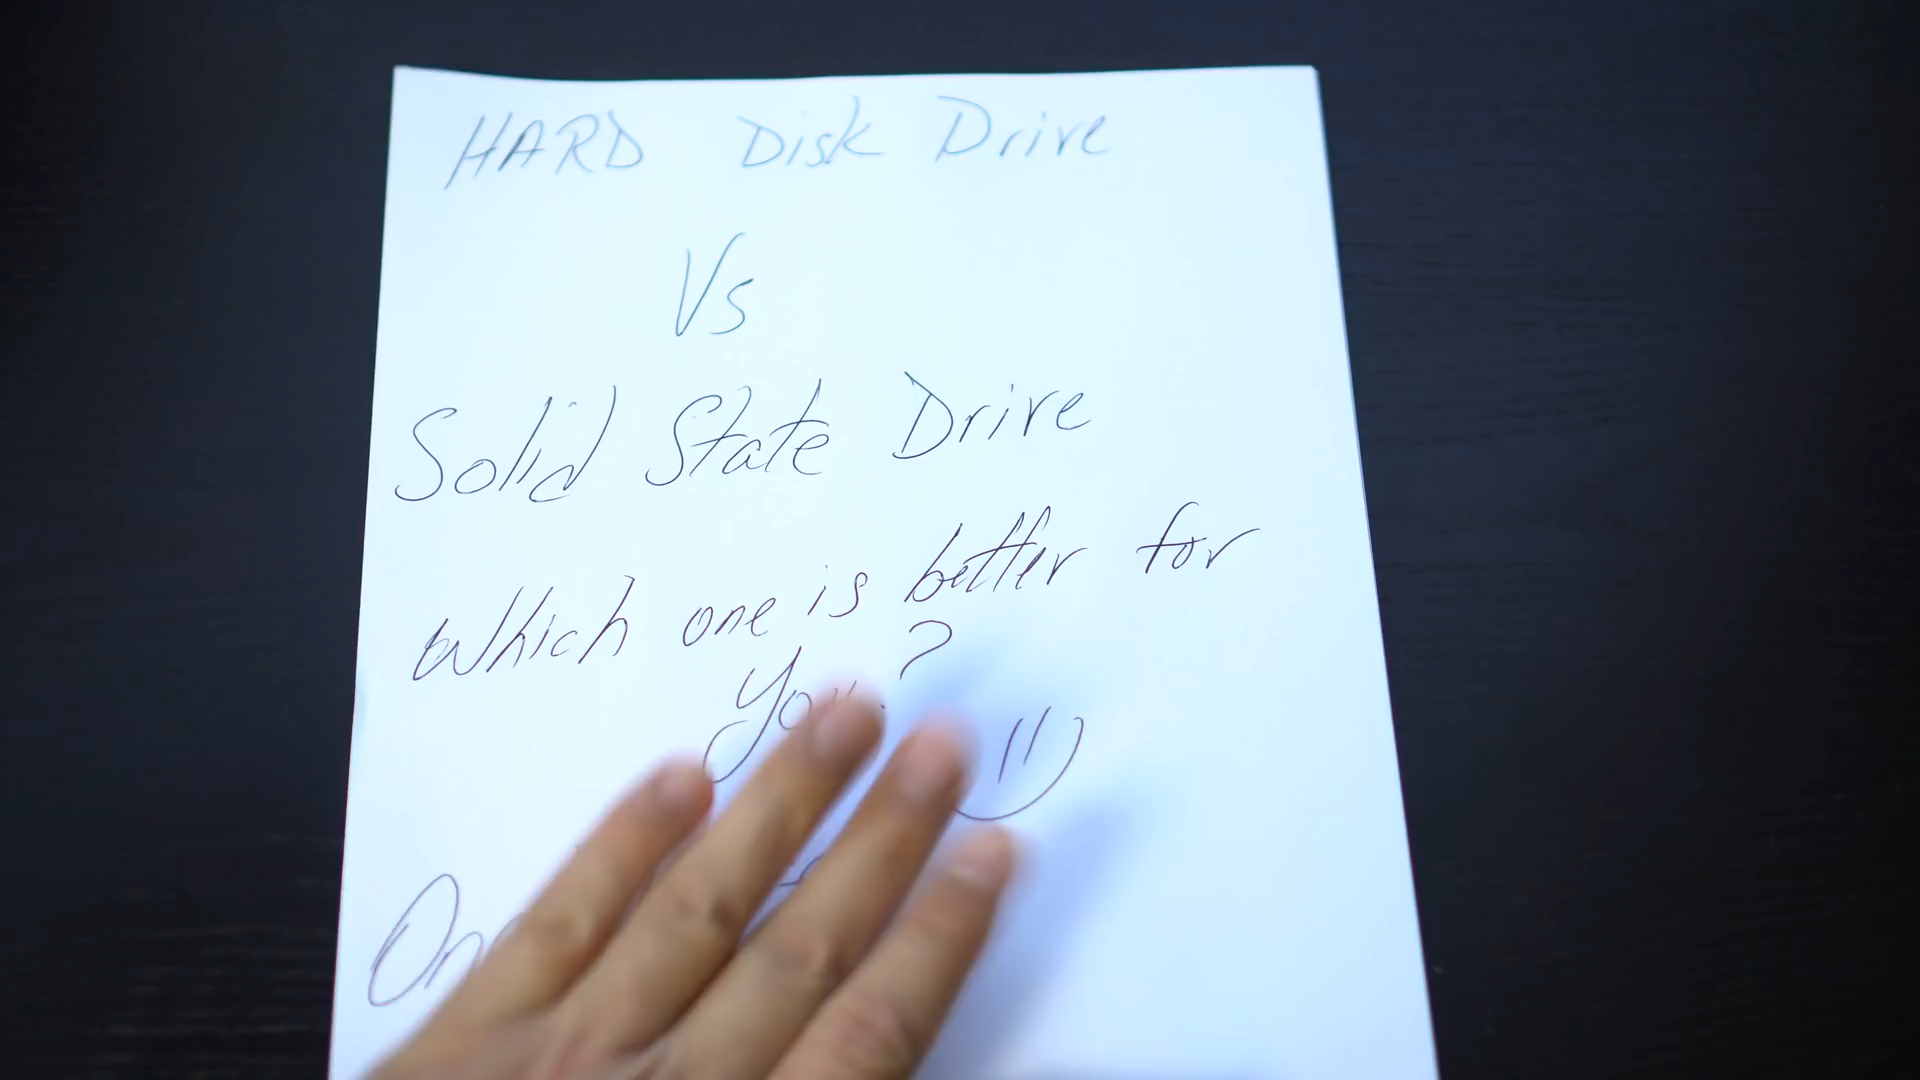 HARD Disk Drive
Vs
Solid State Drive
Which one is better for
you?